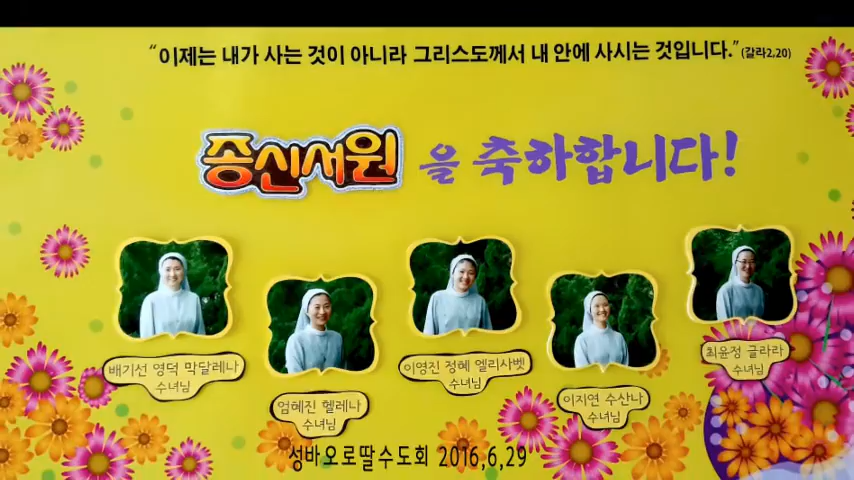 “이제는 내가 사는 것이 아니라 그리스도께서 내 안에 사시는 것입니다.”(갈라2,20)
종신서원을 축하합니다!
배기선 영덕 막달레나
수녀님
엄혜진 헬레나
수녀님
이영진 정혜 엘리사벳
수녀님
이지연 수산나
수녀님
최윤정 글라라
수녀님
성바오로딸수도회 2016,6,29